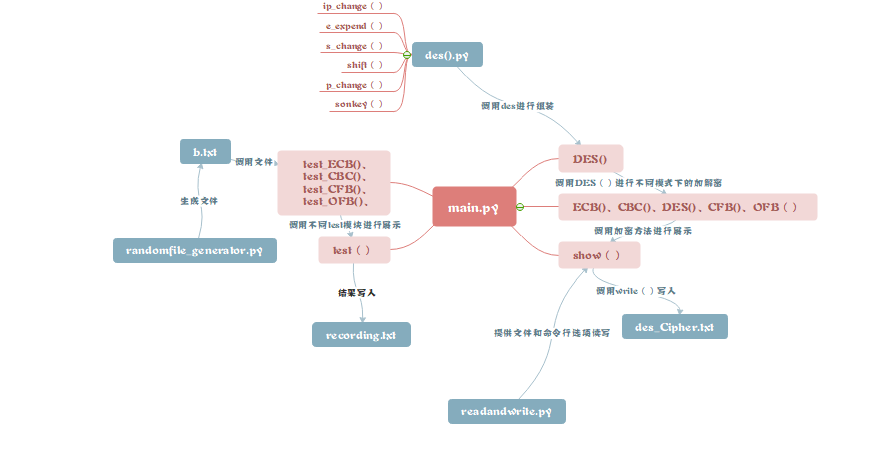 ip_change（ ）
e_expend（ ）
s_change（ ）
shift（ ）
p_change（ ）
sonkey（ ）
des().py
调用des进行组装
b.txt
调用文件
test_ECB()、
test_CBC()、
test_CFB()、
test_OFB()、
DES()
调用DES（ ）进行不同模式下的加解密
生成文件
main.py
ECB()、CBC()、DES()、CFB()、OFB（ ）
调用不同test模块进行展示
调用加密方法进行展示
randomfile_generator.py
test（ ）
show（ ）
结果写入
调用write（ ）写入
recording.txt
提供文件和命令行选项读写
des_Cipher.txt
readandwrite.py